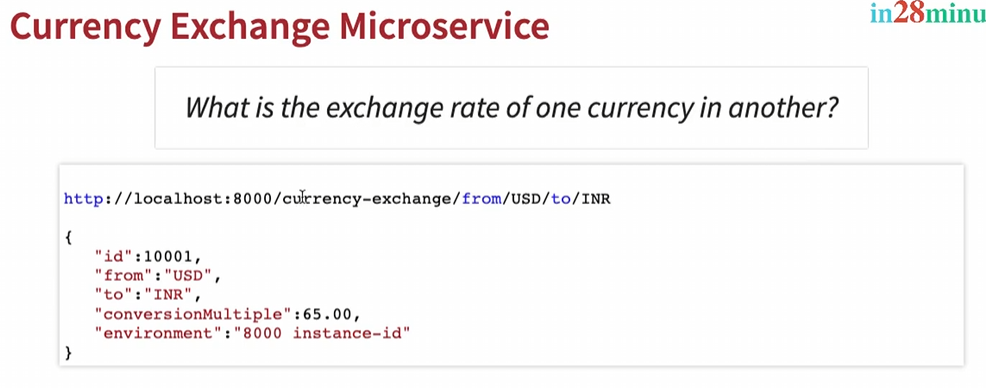 Currency Exchange Microservice
in28minu
What is the exchange rate of one currency in another?
http://localhost:8000/currency-exchange/from/USD/to/INR
{
"id":10001,
"from":"USD",
"to":"INR",
"conversionMultiple":65.00,
"environment":"8000 instance-id"
}